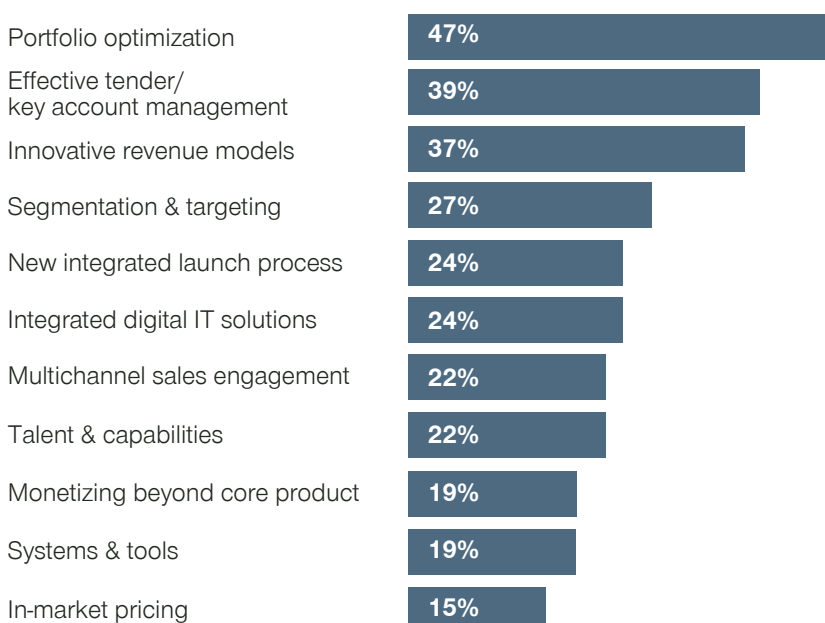 Portfolio optimization 47%
Effective tender/
key account management 39%
Innovative revenue models 37%
Segmentation & targeting 27%
New integrated launch process 24%
Integrated digital IT solutions 24%
Multichannel sales engagement 22%
Talent & capabilities 22%
Monetizing beyond core product 19%
Systems & tools 19%
In-market pricing 15%